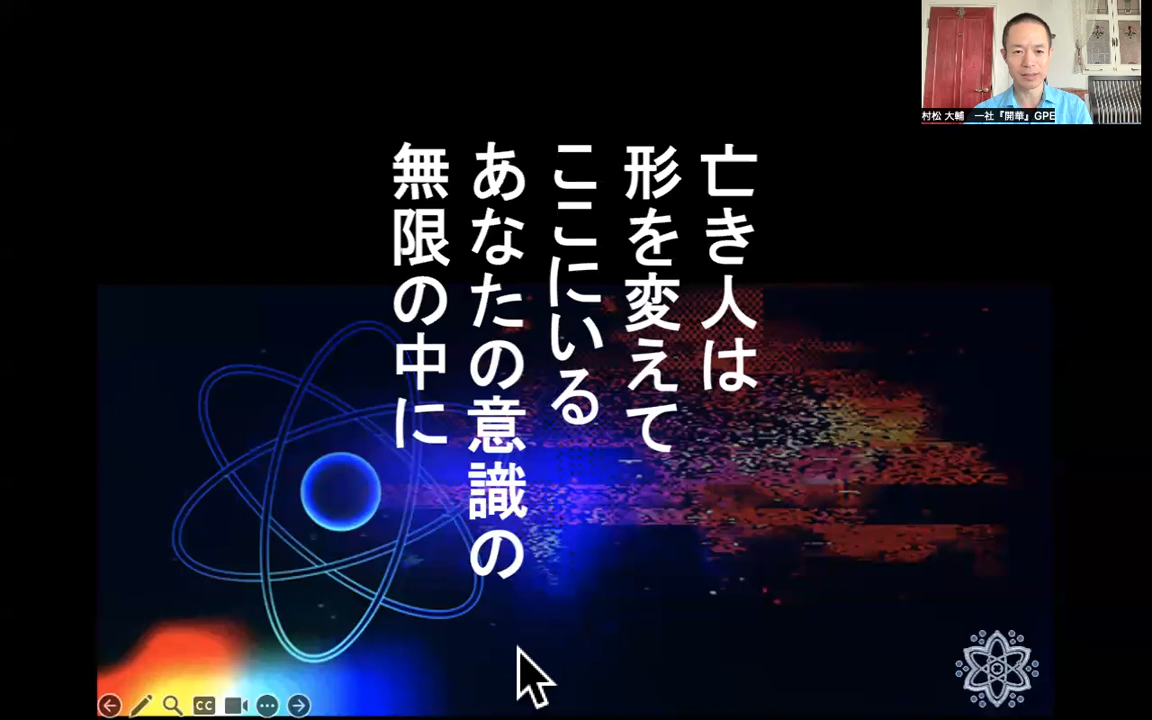 亡き人は
形を変えて
ここにいる
あなたの意識の
無限の中に
村松 大輔 一社『開華』GPE
CC